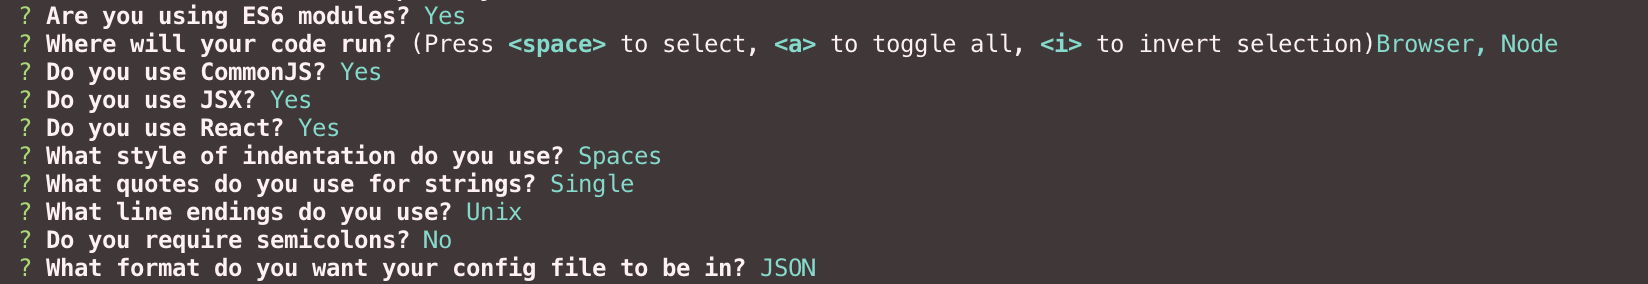 ? Are you using ES6 modules? Yes
? Where will your code run? (Press <space> to select, <a> to toggle all, <i> to invert selection)Browser, Node
? Do you use CommonJS? Yes
? Do you use JSX? Yes
? Do you use React? Yes
? What style of indentation do you use? Spaces
? What quotes do you use for strings? Single
? What line endings do you use? Unix
? Do you require semicolons? No
? What format do you want your config file to be in? JSON